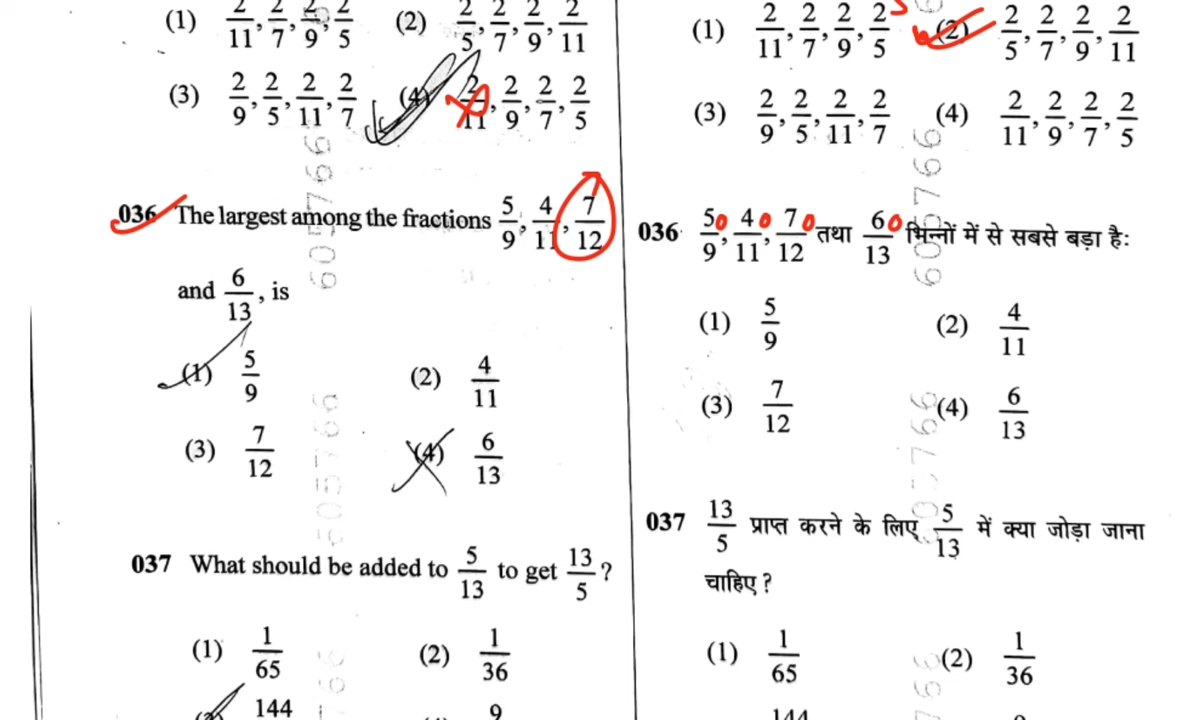 (1) 2/11, 2/7, 2/9, 2/5 (2) 2/5, 2/7, 2/9, 2/11
(3) 2/9, 2/5, 2/11, 2/7 (4) 2/11, 2/9, 2/7, 2/5
036 The largest among the fractions 5/9, 4/11, 7/12
and 6/13, is
(1) 5/9 (2) 4/11
(3) 7/12 (4) 6/13
037 What should be added to 5/13 to get 13/5 ?
(1) 1/65 (2) 1/36
144 9
(1) 2/11, 2/7, 2/9, 2/5 (2) 2/5, 2/7, 2/9, 2/11
(3) 2/9, 2/5, 2/11, 2/7 (4) 2/11, 2/9, 2/7, 2/5
036 50/9, 40/11, 70/12 तथा 60/13 भिन्नों में से सबसे बड़ा है:
(1) 5/9 (2) 4/11
(3) 7/12 (4) 6/13
037 13/5 प्राप्त करने के लिए 5/13 में क्या जोड़ा जाना
चाहिए ?
(1) 1/65 (2) 1/36
144